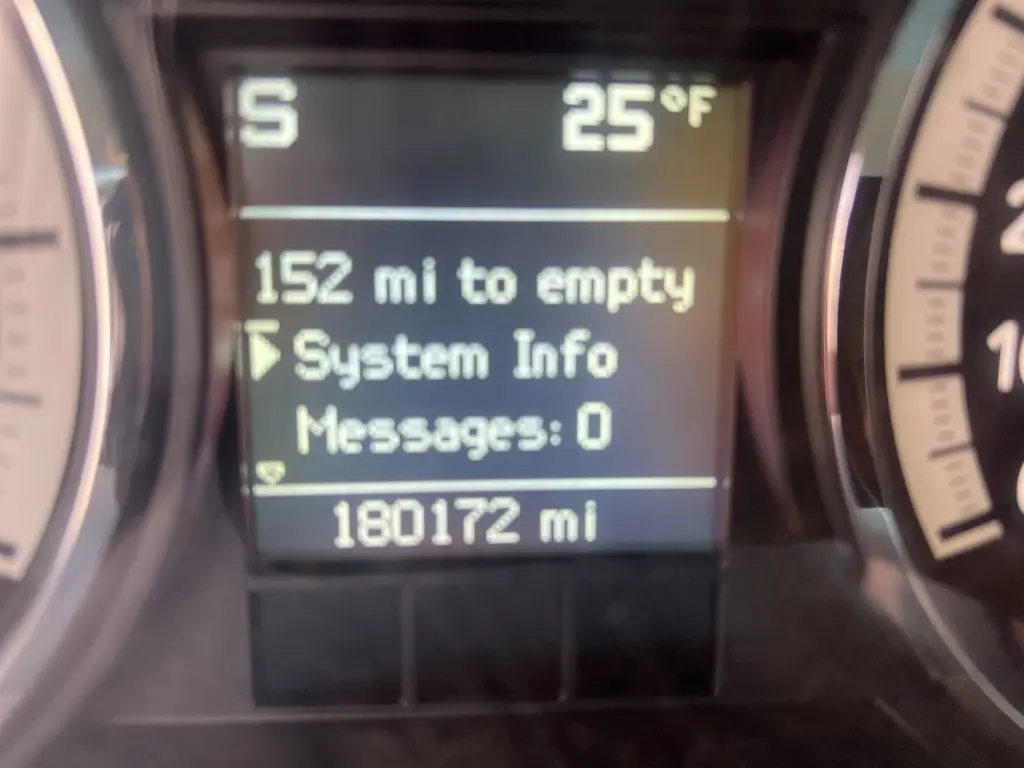 S 25°F
152 mi to empty
System Info
Messages: 0
180172 mi